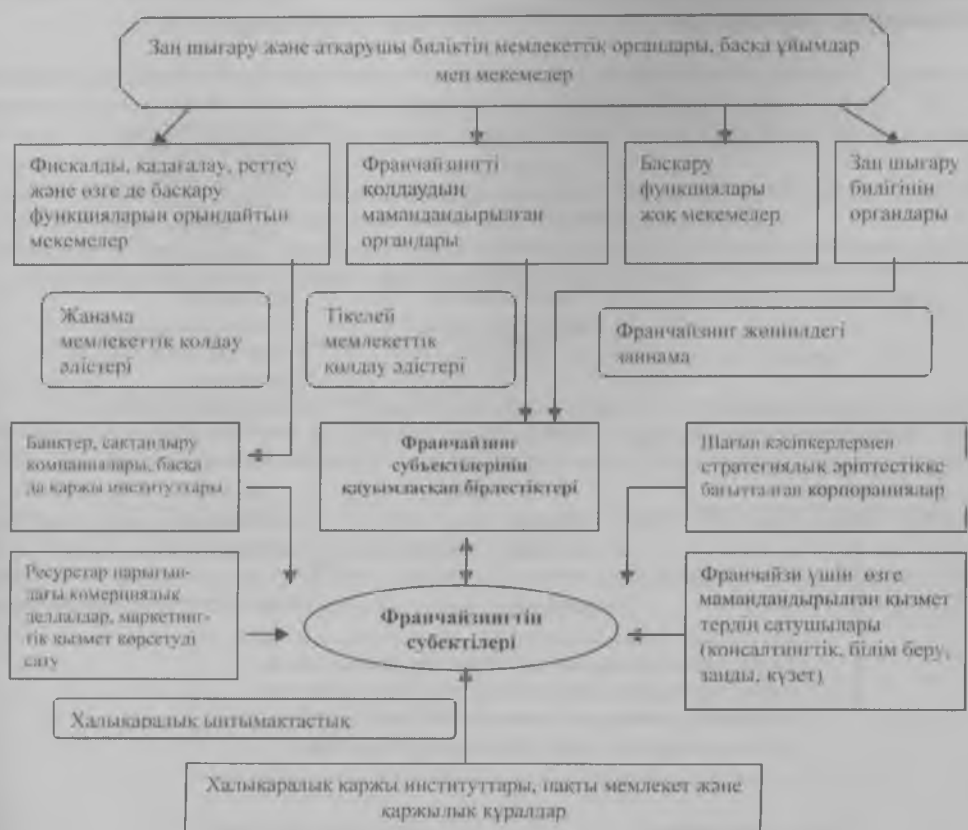 Заң шығару және атқарушы биліктің мемлекеттік органдары, басқа ұйымдар
мен мекемелер
Фискалды, қадағалау, реттеу
және өзге де басқару
функцияларын орындайтын
мекемелер
Франчайзингті
қолдаудың
мамандандырылған
органдары
Басқару
функциялары
жоқ мекемелер
Заң шығару
билігінің
органдары
Жанама
мемлекеттік қолдау
әдістері
Тікелей
мемлекеттік
қолдау әдістері
Франчайзинг жөніндегі
заңнама
Банктер, сақтандыру
компаниялары, басқа
да қаржы институттары
Франчайзинг
субъектілерінің
қауымдасқан бірлестіктері
Шағын кәсіпкерлермен
стратегиялық әріптестікке
бағытталған корпорациялар
Ресурстар нарығын-
дағы комерциялық
делдалдар, маркетинг-
тік қызмет көрсетуді
сату
Франчайзингтің
субектілері
Франчайзи үшін өзге
мамандандырылған қызмет
тердің сатушылары
(консалтингтік, білім беру,
заңды, күзет)
Халықаралық ынтымақтастық
Халықаралық қаржы институттары, нақты мемлекет және
қаржылық құралдар